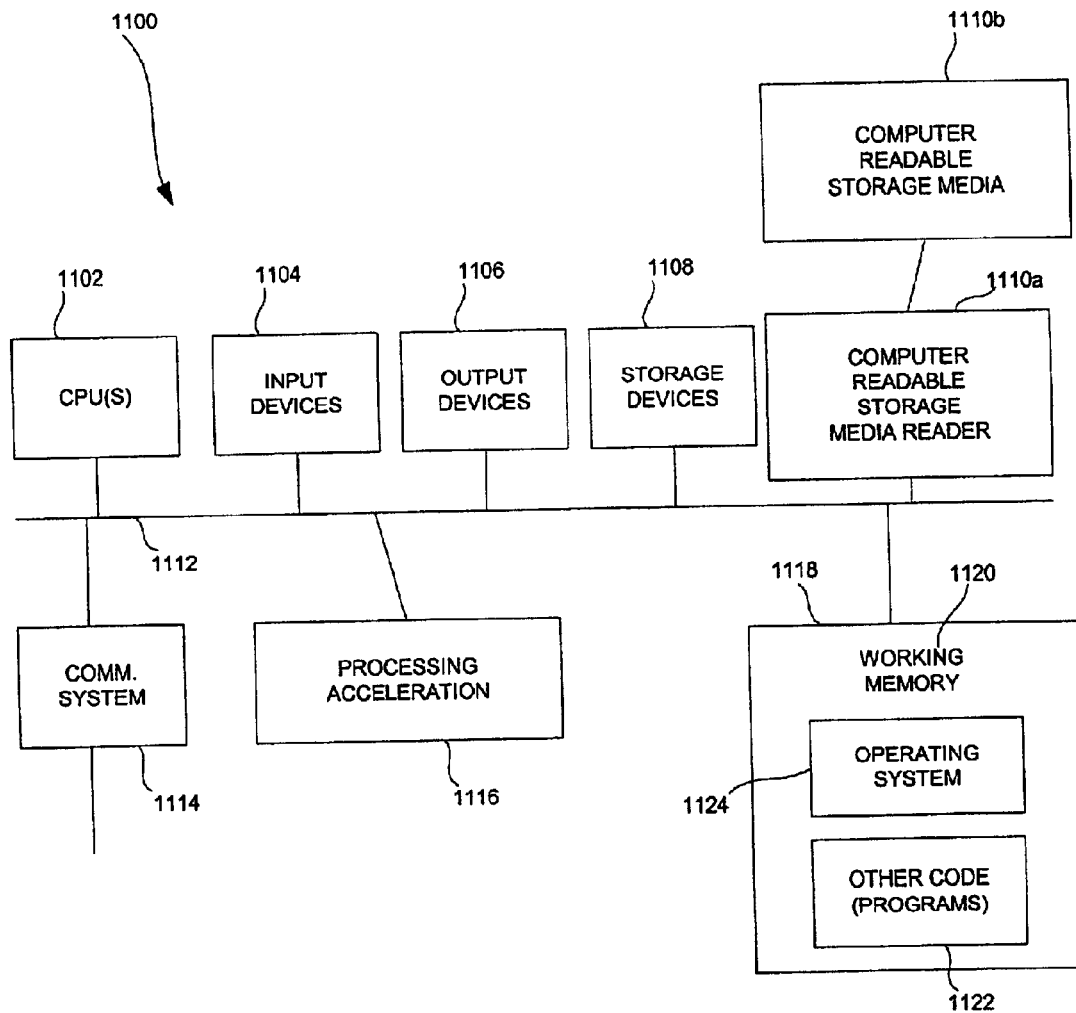 1100
1110b
COMPUTER
READABLE
STORAGE MEDIA
1102
1104
1106
1108
1110a
CPU(S)
INPUT
DEVICES
OUTPUT
DEVICES
STORAGE
DEVICES
COMPUTER
READABLE
STORAGE
MEDIA READER
1112
1118
1120
COMM.
SYSTEM
PROCESSING
ACCELERATION
WORKING
MEMORY
1114
1116
OPERATING
SYSTEM
1124
OTHER CODE
(PROGRAMS)
1122